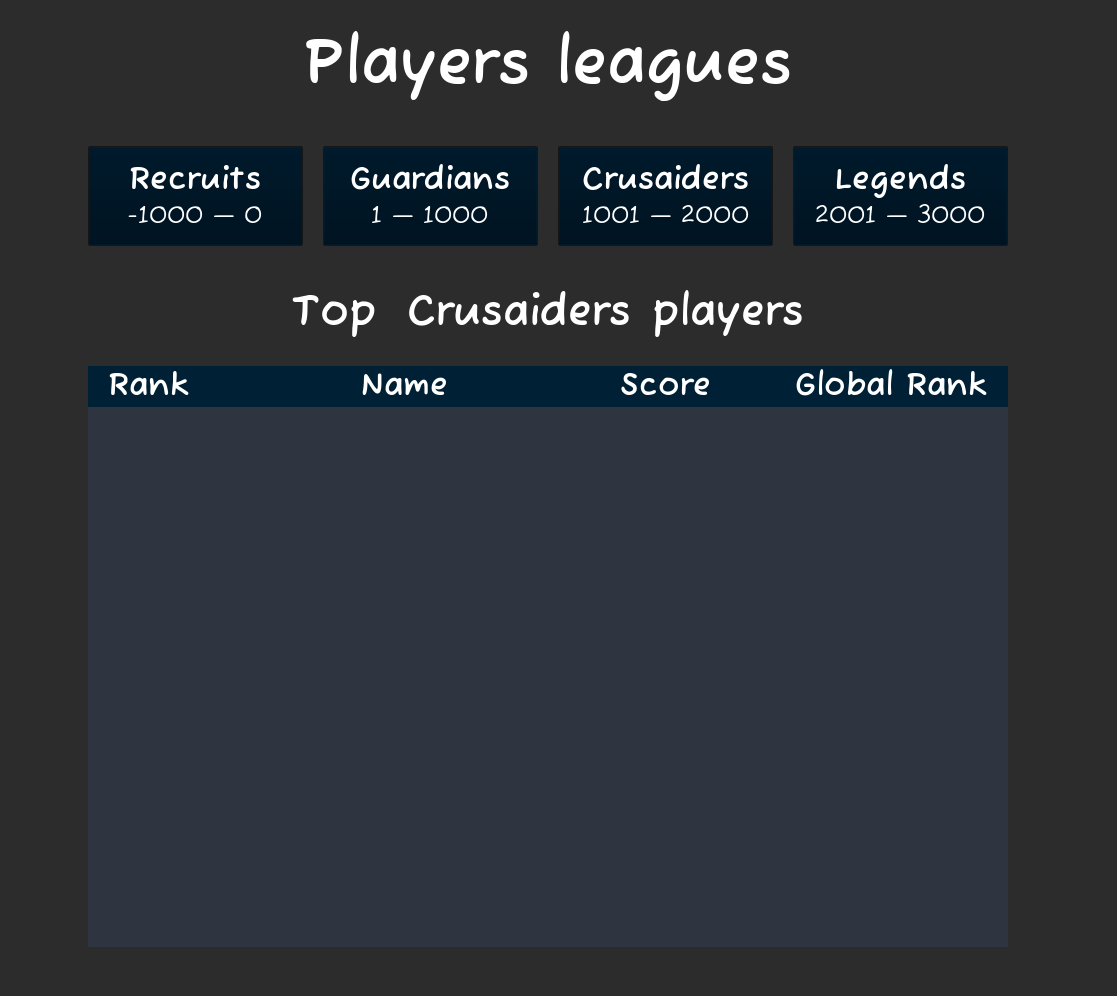 Players leagues
Recruits
-1000 — 0
Guardians
1 — 1000
Crusaiders
1001 — 2000
Legends
2001 — 3000
Top Crusaiders players
Rank Name Score Global Rank